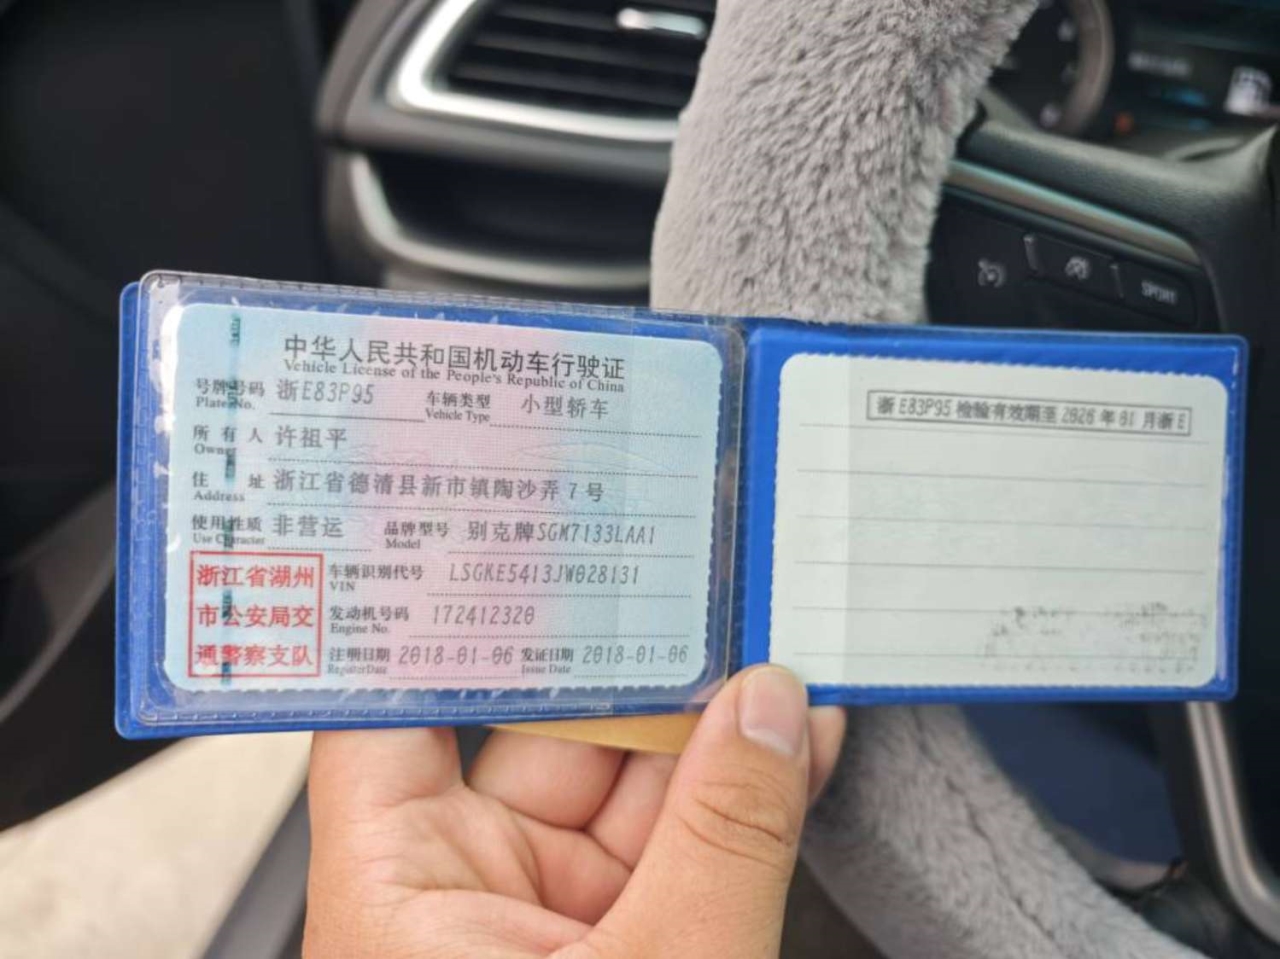 中华人民共和国机动车行驶证
Vehicle License of the People's Republic of China
号牌号码 浙E83P95 车辆类型 小型轿车
Plate No. Vehicle Type
所有人 许祖平
Owner
住址 浙江省德清县新市镇陶沙弄7号
Address
使用性质 非营运 品牌型号 别克牌SGM7133LAA1
Use Character Model
浙江省湖州
市公安局交
通警察支队
车辆识别代号 LSGKE5413JW028131
VIN
发动机号码 172412320
Engine No.
注册日期 2018-01-06 发证日期 2018-01-06
Register Date Issue Date
浙E83P95 检验有效期至 2026 年 01 月浙E
SPORT